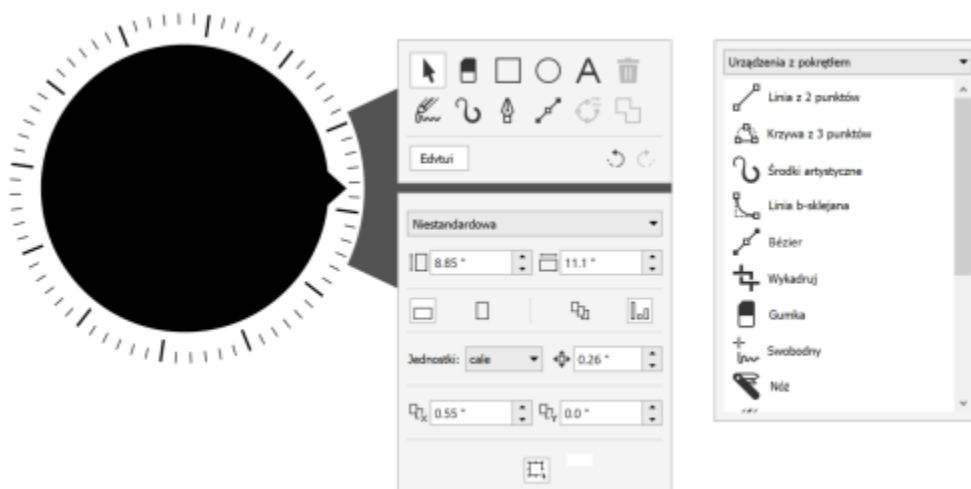 A
Edytuj
Niestandardowa
8.85 "
11.1 "
Jednostki: cale
0.26 "
X 0.55 "
Y 0.0 "
Urządzenia z pokrętłem
Linia z 2 punktów
Krzywa z 3 punktów
Środki artystyczne
Linia b-sklejana
Bézier
Wykadruj
Gumka
Swobodny
Nóż